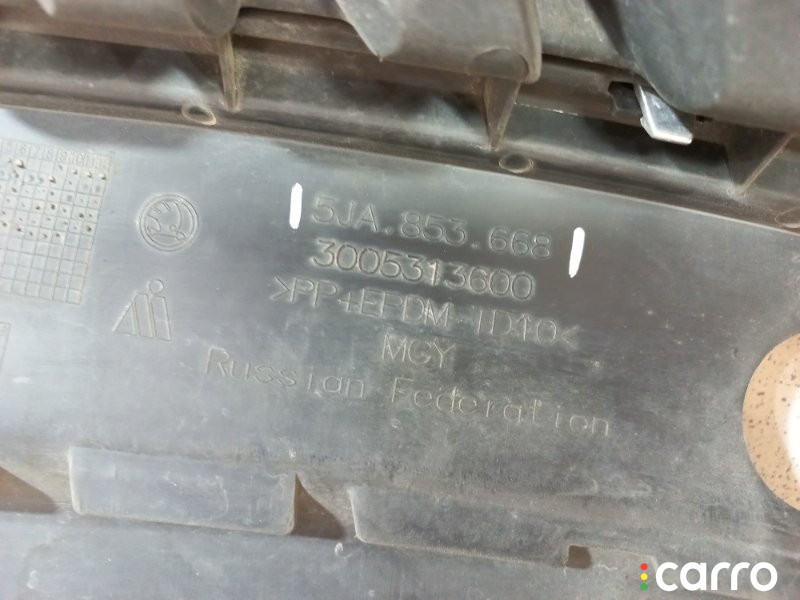 5JA.853.668
3005313600
>PP+EPDM-TD10<
MGY
Russian Federation
carro